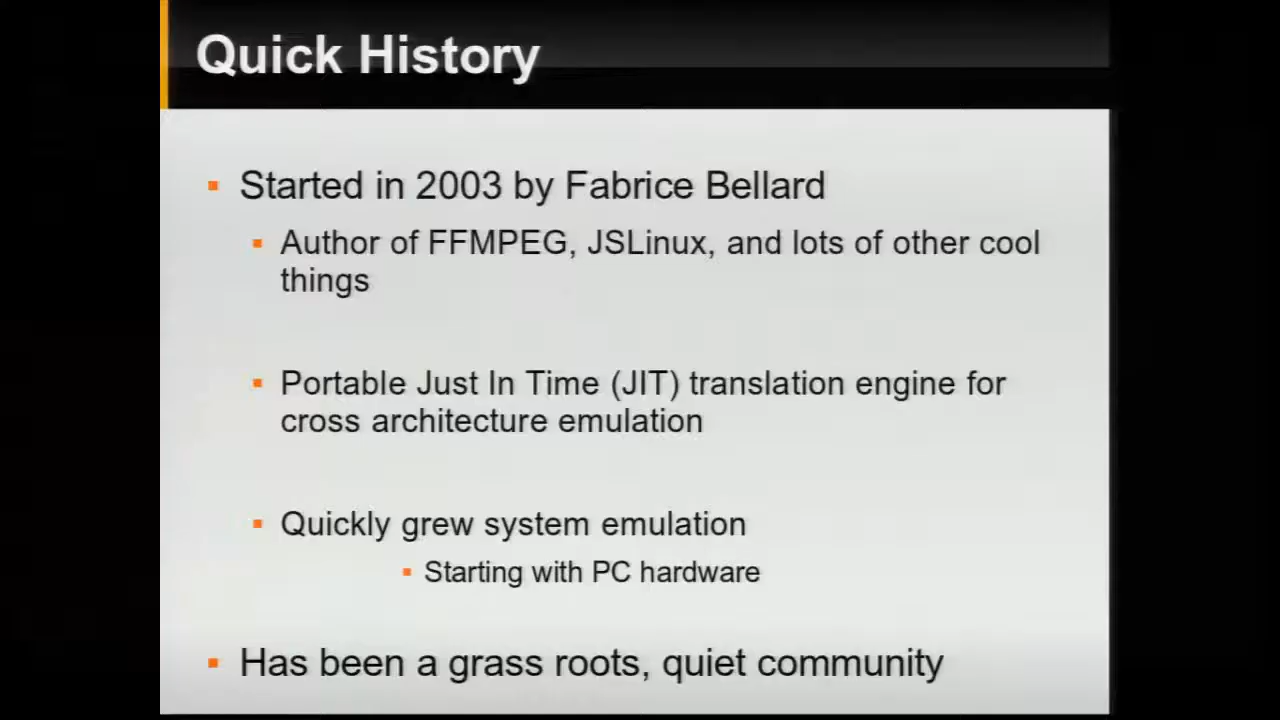 Quick History
Started in 2003 by Fabrice Bellard
Author of FFMPEG, JSLinux, and lots of other cool
things
Portable Just In Time (JIT) translation engine for
cross architecture emulation
Quickly grew system emulation
Starting with PC hardware
Has been a grass roots, quiet community